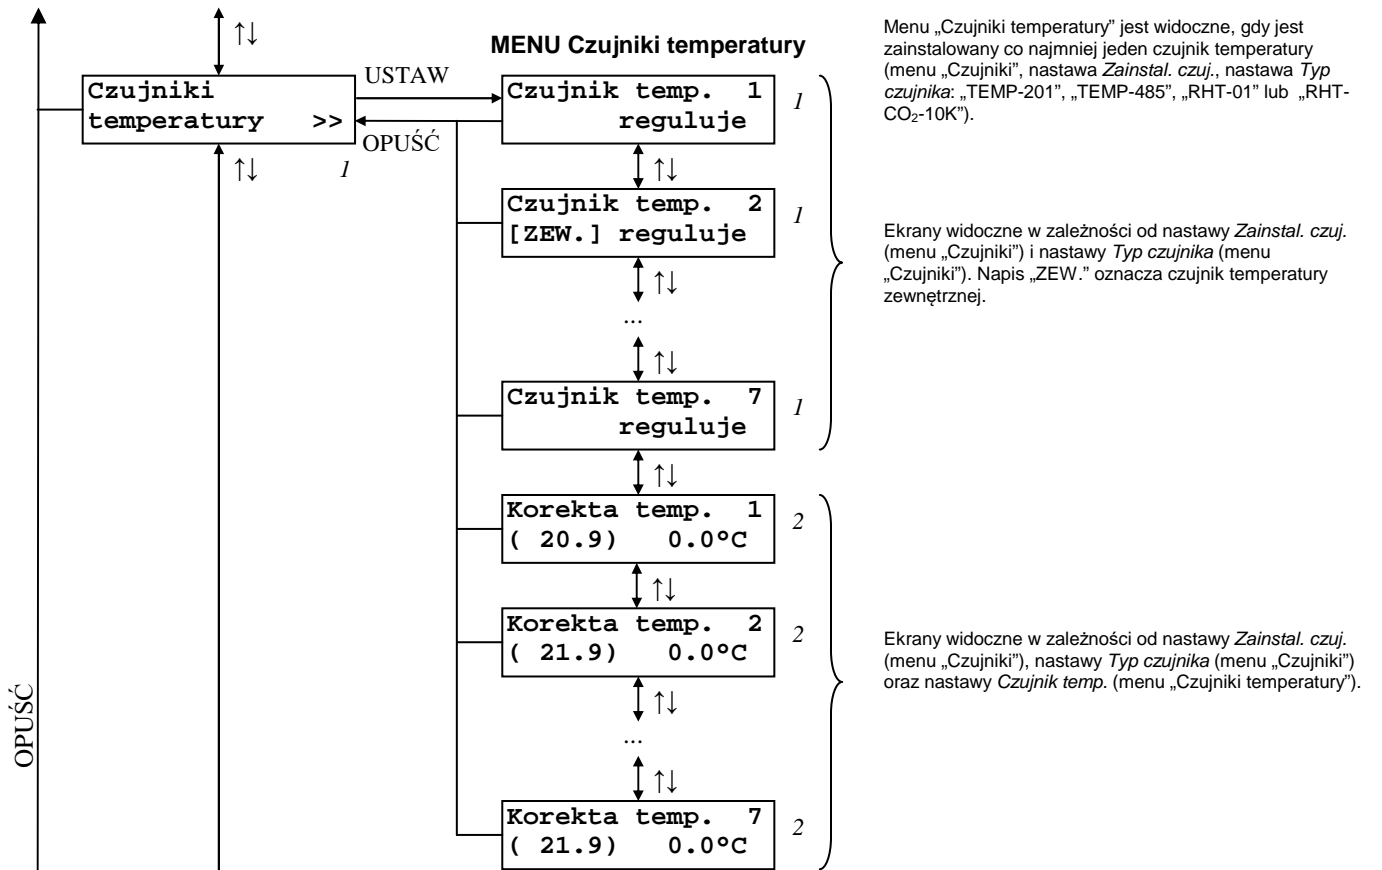 ↑↓
MENU Czujniki temperatury
Czujniki
temperatury >>
1
↑↓
USTAW
OPUŚĆ
Czujnik temp. 1
reguluje
1
↑↓
Czujnik temp. 2
[ZEW.] reguluje
1
↑↓
...
↑↓
Czujnik temp. 7
reguluje
1
↑↓
Korekta temp. 1
( 20.9) 0.0°C
2
↑↓
Korekta temp. 2
( 21.9) 0.0°C
2
↑↓
...
↑↓
Korekta temp. 7
( 21.9) 0.0°C
2
OPUŚĆ
Menu „Czujniki temperatury” jest widoczne, gdy jest
zainstalowany co najmniej jeden czujnik temperatury
(menu „Czujniki”, nastawa Zainstal. czuj., nastawa Typ
czujnika: „TEMP-201”, „TEMP-485”, „RHT-01” lub „RHT-
CO₂-10K”).
Ekrany widoczne w zależności od nastawy Zainstal. czuj.
(menu „Czujniki”) i nastawy Typ czujnika (menu
„Czujniki”). Napis „ZEW.” oznacza czujnik temperatury
zewnętrznej.
Ekrany widoczne w zależności od nastawy Zainstal. czuj.
(menu „Czujniki”), nastawy Typ czujnika (menu „Czujniki”)
oraz nastawy Czujnik temp. (menu „Czujniki temperatury”).